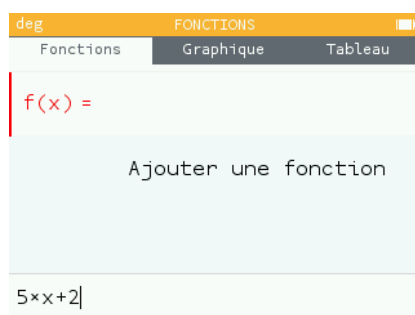 deg FONCTIONS
Fonctions Graphique Tableau
f(x) =
Ajouter une fonction
5×x+2